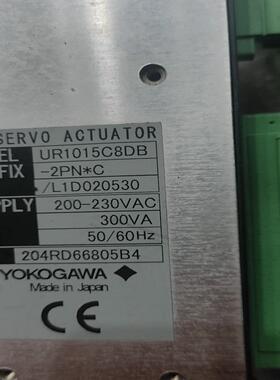 SERVO ACTUATOR
EL UR1015C8DB
FIX -2PN*C
/L1D020530
PLY 200-230VAC
300VA
50/60Hz
204RD66805B4
YOKOGAWA
Made in Japan
CE